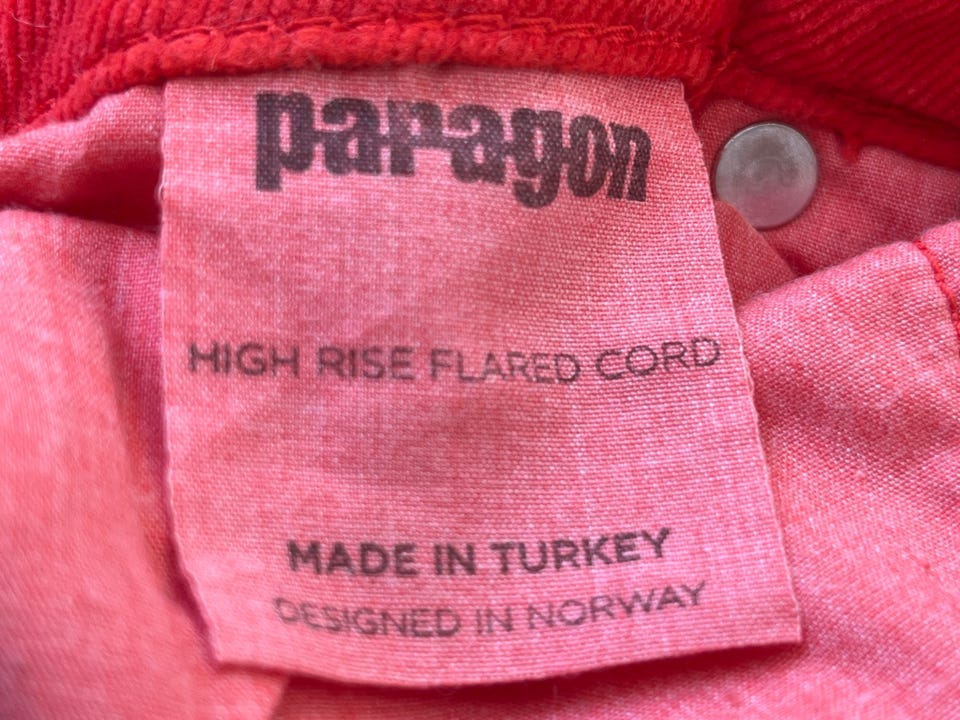 paragon
HIGH RISE FLARED CORD
MADE IN TURKEY
DESIGNED IN NORWAY